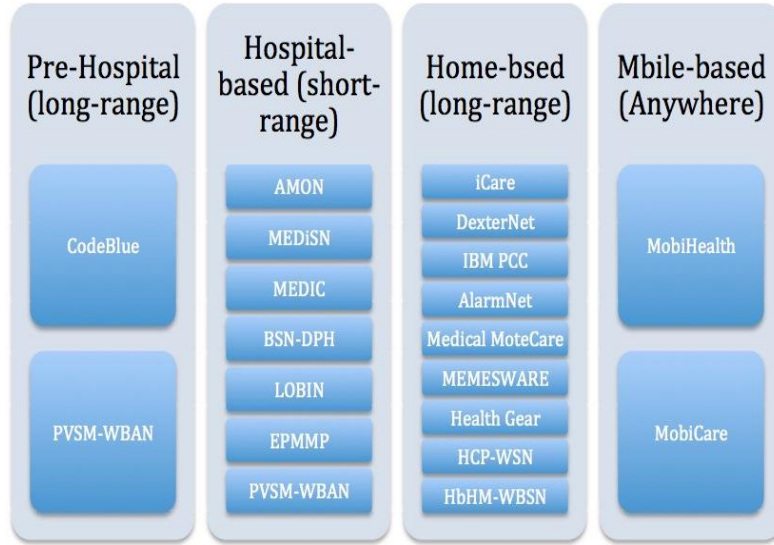 Pre-Hospital
(long-range)
CodeBlue
PVSM-WBAN
Hospital-
based (short-
range)
AMON
MEDiSN
MEDIC
BSN-DPH
LOBIN
EPMMP
PVSM-WBAN
Home-bsed
(long-range)
iCare
DexterNet
IBM PCC
AlarmNet
Medical MoteCare
MEMESWARE
Health Gear
HCP-WSN
HbHM-WBSN
Mbile-based
(Anywhere)
MobiHealth
MobiCare